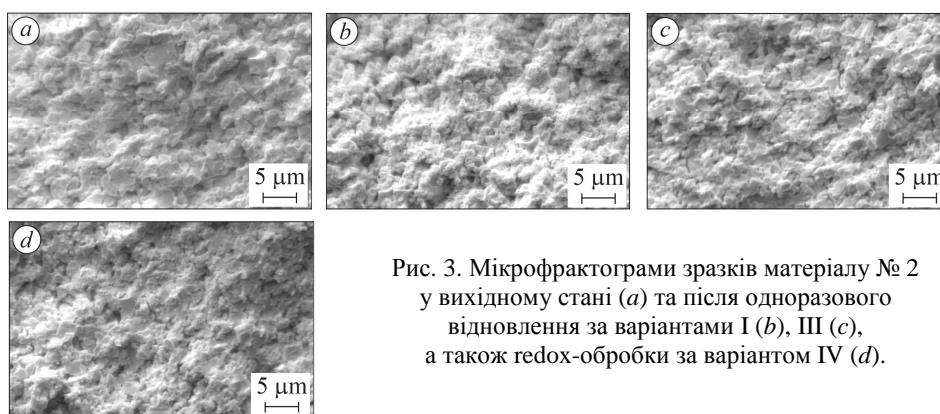 a
b
c
5 µm
5 µm
5 µm
d
5 µm
Рис. 3. Мікрофрактограми зразків матеріалу № 2
у вихідному стані (a) та після одноразового
відновлення за варіантами I (b), III (c),
а також redox-обробки за варіантом IV (d).